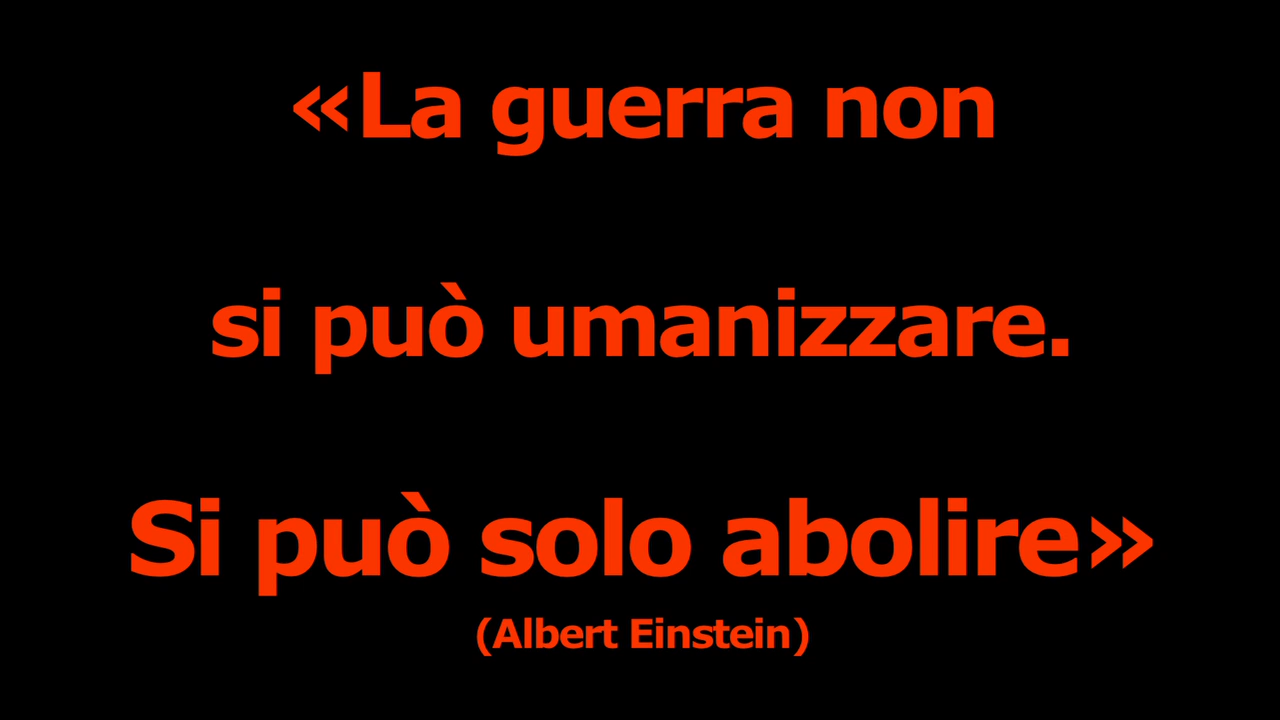 «La guerra non
si può umanizzare.
Si può solo abolire»
(Albert Einstein)